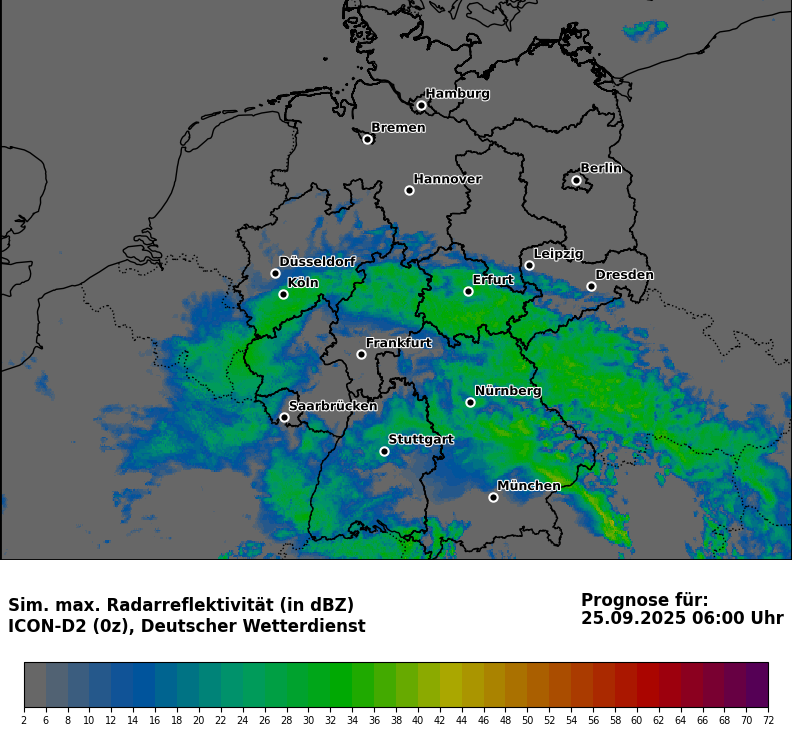 Hamburg
Bremen
Berlin
Hannover
Leipzig
Düsseldorf
Dresden
Köln
Erfurt
Frankfurt
Nürnberg
Saarbrücken
Stuttgart
München
Sim. max. Radarreflektivität (in dBZ)
ICON-D2 (0z), Deutscher Wetterdienst
Prognose für:
25.09.2025 06:00 Uhr
2 6 8 10 12 14 16 18 20 22 24 26 28 30 32 34 36 38 40 42 44 46 48 50 52 54 56 58 60 62 64 66 68 70 72